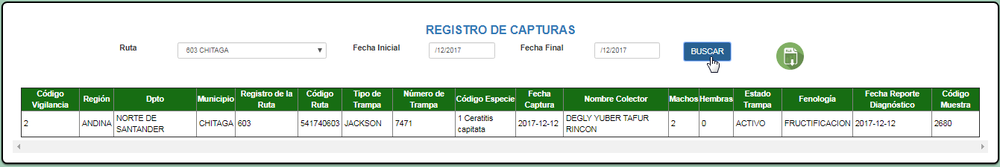 REGISTRO DE CAPTURAS
Ruta 603 CHITAGA Fecha Inicial /12/2017 Fecha Final /12/2017 BUSCAR
Código Vigilancia Región Dpto Municipio Registro de la Ruta Código Ruta Tipo de Trampa Número de Trampa Código Especie Fecha Captura Nombre Colector Machos Hembras Estado Trampa Fenología Fecha Reporte Diagnóstico Código Muestra
2 ANDINA NORTE DE SANTANDER CHITAGA 603 541740603 JACKSON 7471 1 Ceratitis capitata 2017-12-12 DEGLY YUBER TAFUR RINCON 2 0 ACTIVO FRUCTIFICACION 2017-12-12 2680